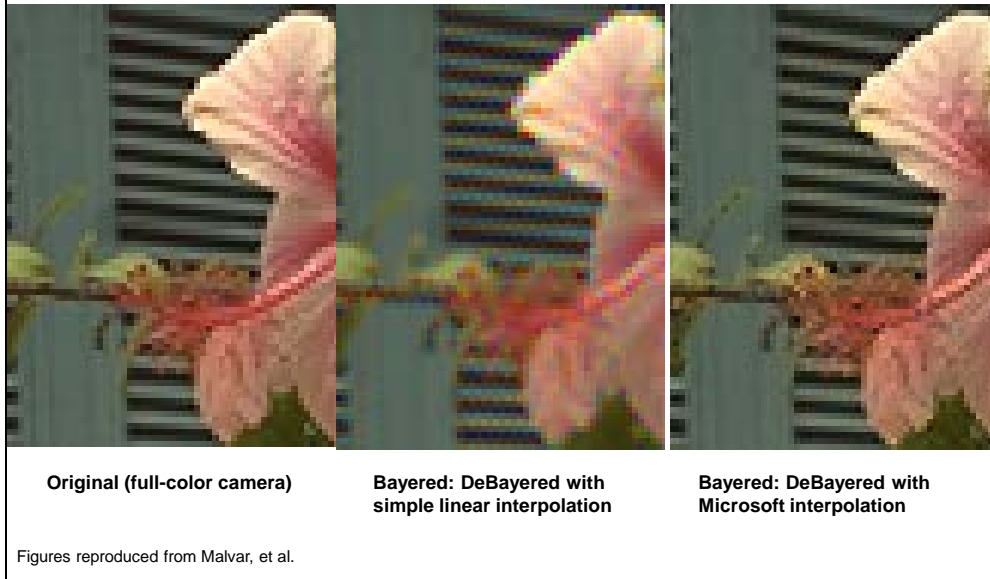 Original (full-color camera)
Bayered: DeBayered with
simple linear interpolation
Bayered: DeBayered with
Microsoft interpolation
Figures reproduced from Malvar, et al.